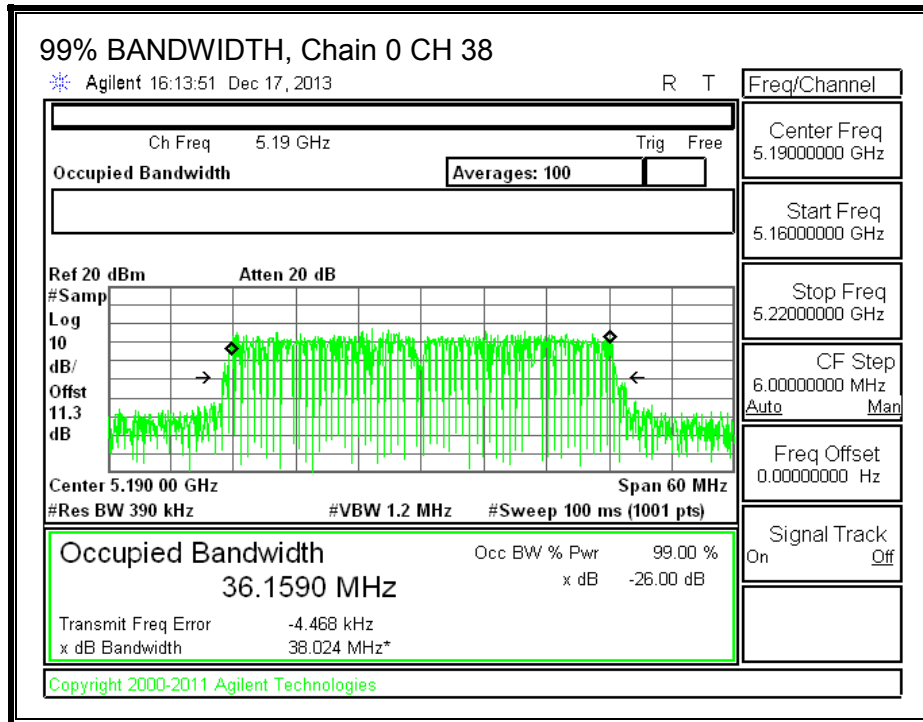 99% BANDWIDTH, Chain 0 CH 38
Agilent 16:13:51 Dec 17, 2013 R T
Ch Freq 5.19 GHz Trig Free
Occupied Bandwidth Averages: 100
Ref 20 dBm Atten 20 dB
#Samp
Log
10
dB/
Offst
11.3
dB
Center 5.190 00 GHz Span 60 MHz
#Res BW 390 kHz #VBW 1.2 MHz #Sweep 100 ms (1001 pts)
Occupied Bandwidth Occ BW % Pwr 99.00 %
36.1590 MHz x dB -26.00 dB
Transmit Freq Error -4.468 kHz
x dB Bandwidth 38.024 MHz*
Copyright 2000-2011 Agilent Technologies
Freq/Channel
Center Freq
5.19000000 GHz
Start Freq
5.16000000 GHz
Stop Freq
5.22000000 GHz
CF Step
6.00000000 MHz
Auto Man
Freq Offset
0.00000000 Hz
Signal Track
On Off